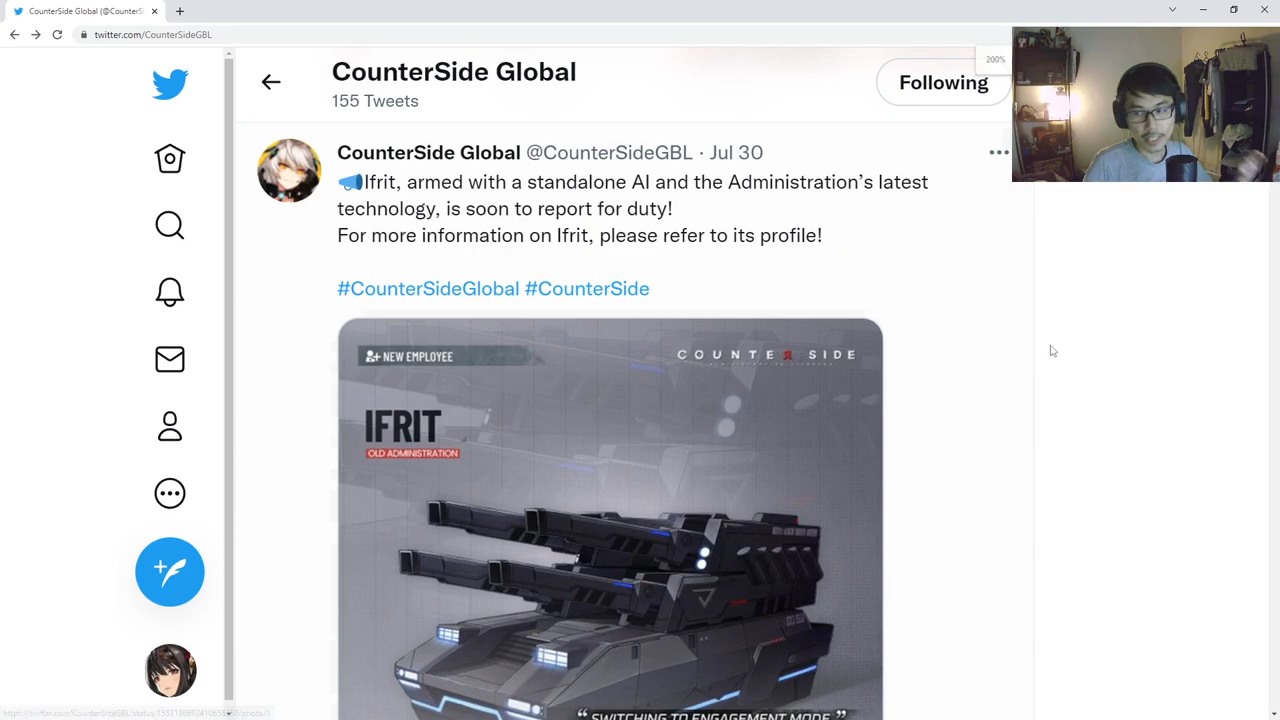 CounterSide Global (@CounterSi
twitter.com/CounterSideGBL
200%
CounterSide Global
155 Tweets
Following
CounterSide Global @CounterSideGBL · Jul 30
📣Ifrit, armed with a standalone AI and the Administration's latest
technology, is soon to report for duty!
For more information on Ifrit, please refer to its profile!
#CounterSideGlobal #CounterSide
NEW EMPLOYEE
COUNTER SIDE
IFRIT
OLD ADMINISTRATION
“SWITCHING TO ENGAGEMENT MODE.”